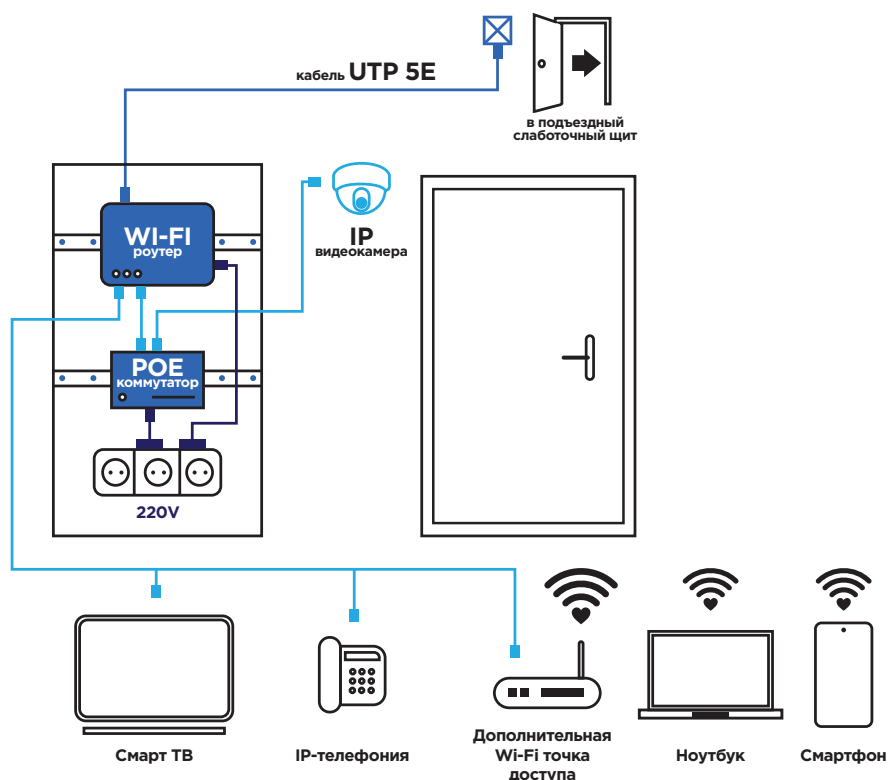 кабель UTP 5E
в подъездный
слаботочный щит
WI-FI
роутер
IP
видеокамера
POE
коммутатор
220V
Смарт ТВ
IP-телефония
Дополнительная
Wi-Fi точка
доступа
Ноутбук
Смартфон